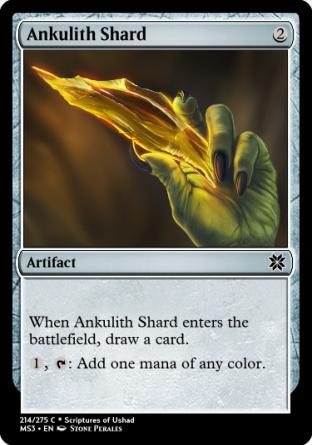 Ankulith Shard 2
Artifact
When Ankulith Shard enters the
battlefield, draw a card.
1, : Add one mana of any color.
214/275 C * Scriptures of Ushad
MS3 • EN Stone Perales